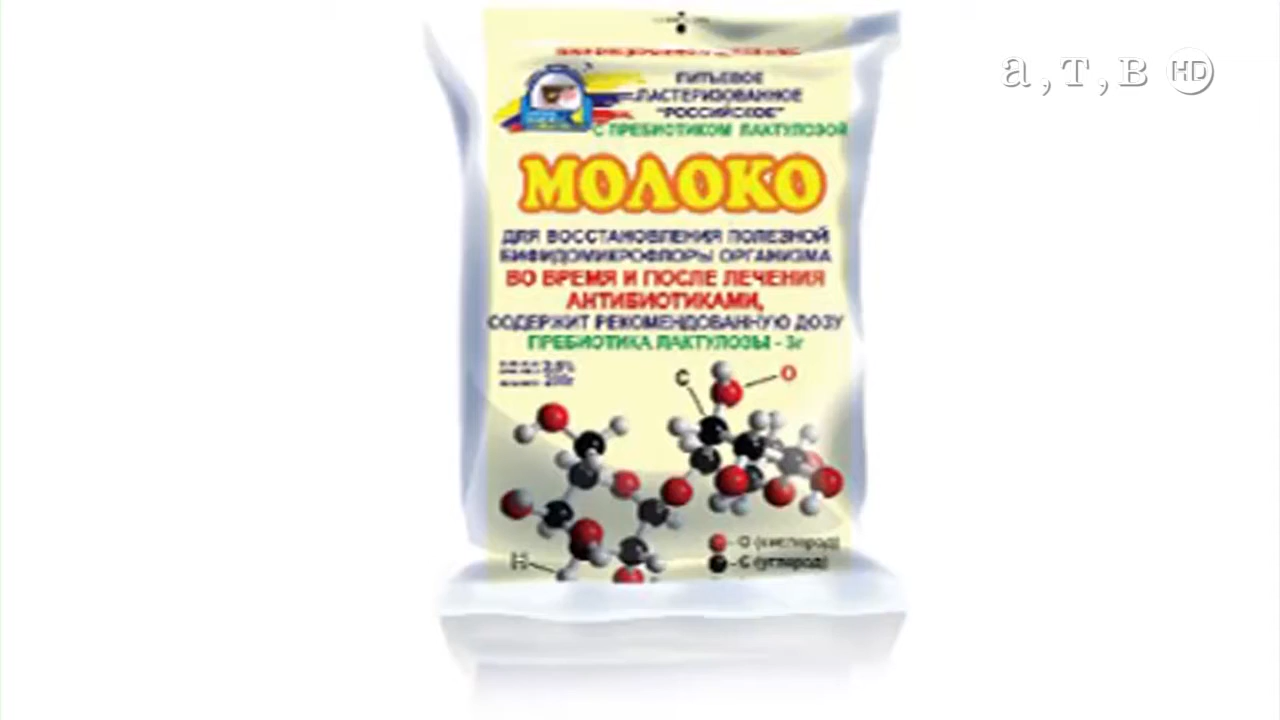 а,т,в HD
ПИТЬЕВОЕ
ПАСТЕРИЗОВАННОЕ
"РОССИЙСКОЕ"
С ПРЕБИОТИКОМ ЛАКТУЛОЗОЙ
МОЛОКО
ДЛЯ ВОССТАНОВЛЕНИЯ ПОЛЕЗНОЙ
БИФИДОМИКРОФЛОРЫ ОРГАНИЗМА
ВО ВРЕМЯ И ПОСЛЕ ЛЕЧЕНИЯ
АНТИБИОТИКАМИ,
СОДЕРЖИТ РЕКОМЕНДОВАННУЮ ДОЗУ
ПРЕБИОТИКА ЛАКТУЛОЗЫ - 3г
С
О
- О (кислород)
Н
- С (углерод)